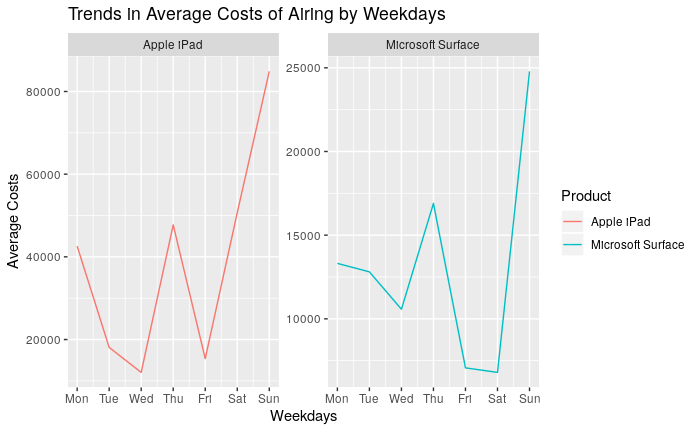 Trends in Average Costs of Airing by Weekdays
Apple iPad
Microsoft Surface
Average Costs
80000
60000
40000
20000
25000
20000
15000
10000
Mon Tue Wed Thu Fri Sat Sun
Mon Tue Wed Thu Fri Sat Sun
Weekdays
Product
Apple iPad
Microsoft Surface